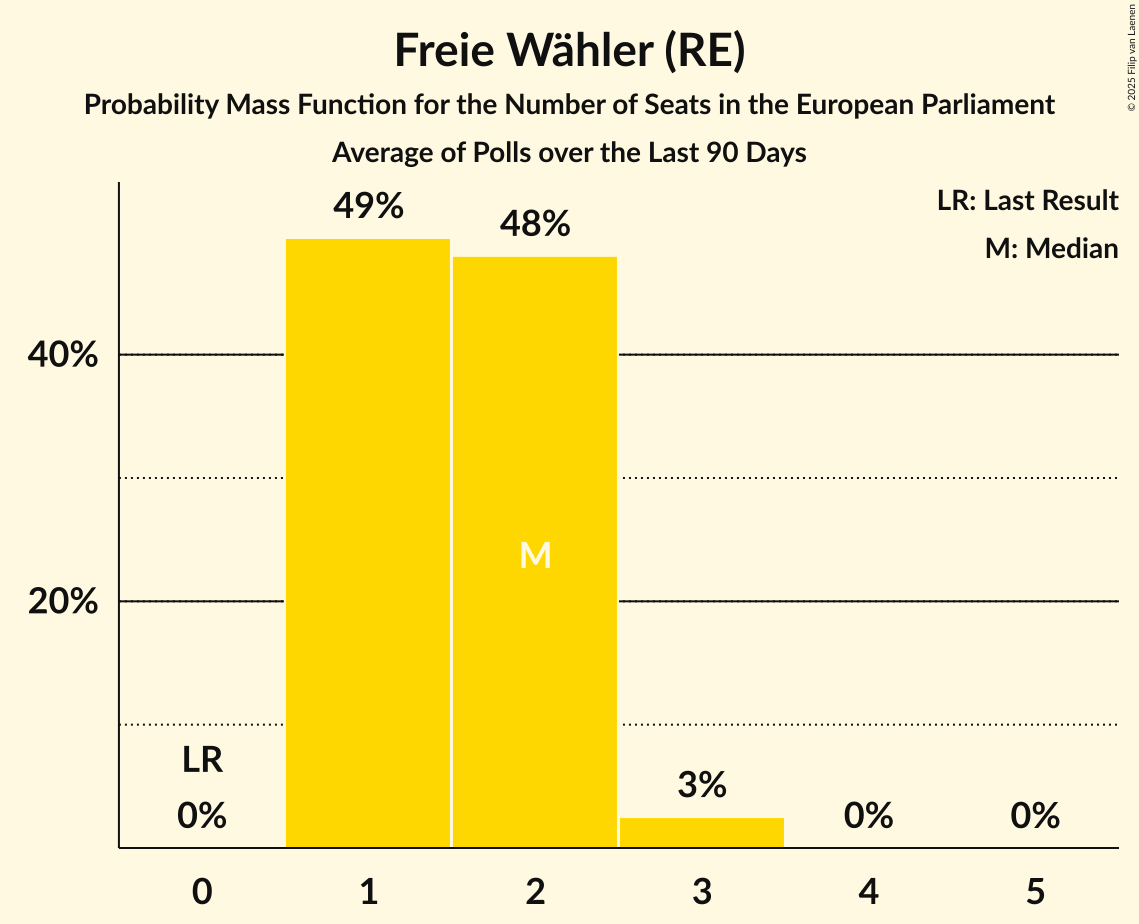 Freie Wähler (RE)
Probability Mass Function for the Number of Seats in the European Parliament
Average of Polls over the Last 90 Days
© 2025 Filip van Laenen
LR: Last Result
M: Median
49%
48%
40%
M
20%
LR
0%
3%
0%
0%
0 1 2 3 4 5